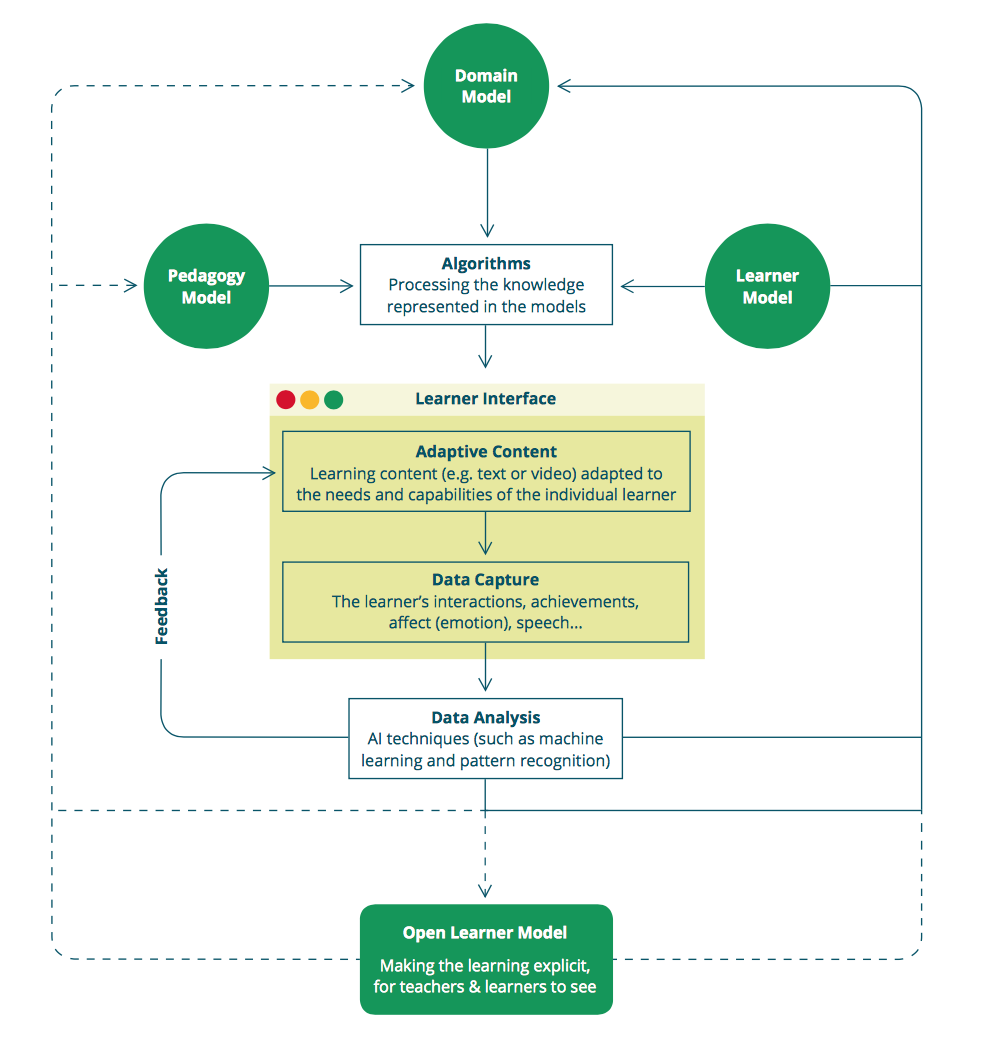 Domain
Model
Pedagogy
Model
Algorithms
Processing the knowledge
represented in the models
Learner
Model
Learner Interface
Adaptive Content
Learning content (e.g. text or video) adapted to
the needs and capabilities of the individual learner
Feedback
Data Capture
The learner’s interactions, achievements,
affect (emotion), speech...
Data Analysis
AI techniques (such as machine
learning and pattern recognition)
Open Learner Model
Making the learning explicit,
for teachers & learners to see